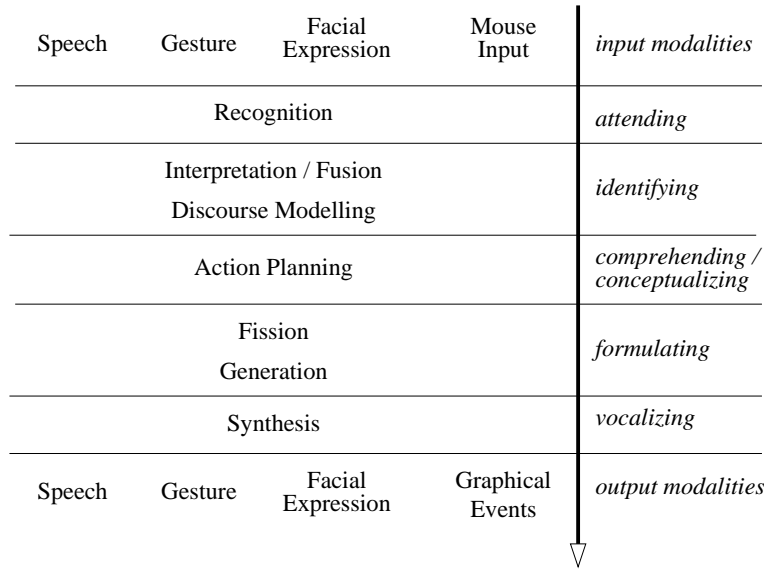 Speech Gesture Facial Expression Mouse Input input modalities
Recognition attending
Interpretation / Fusion
Discourse Modelling identifying
Action Planning comprehending / conceptualizing
Fission
Generation formulating
Synthesis vocalizing
Speech Gesture Facial Expression Graphical Events output modalities